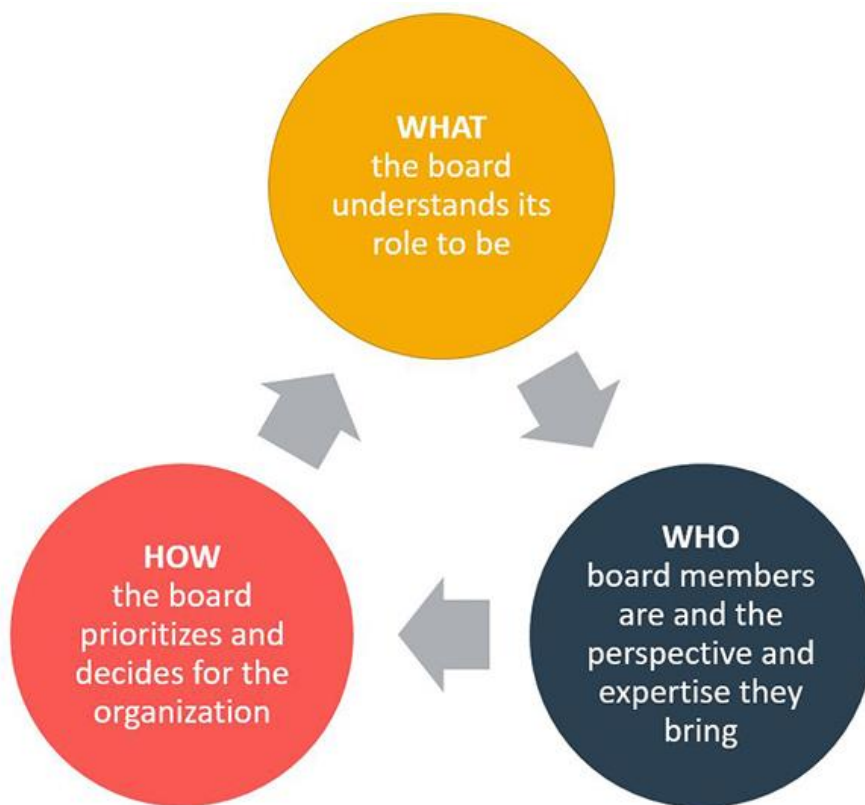 WHAT
the board
understands its
role to be
WHO
board members
are and the
perspective and
expertise they
bring
HOW
the board
prioritizes and
decides for the
organization